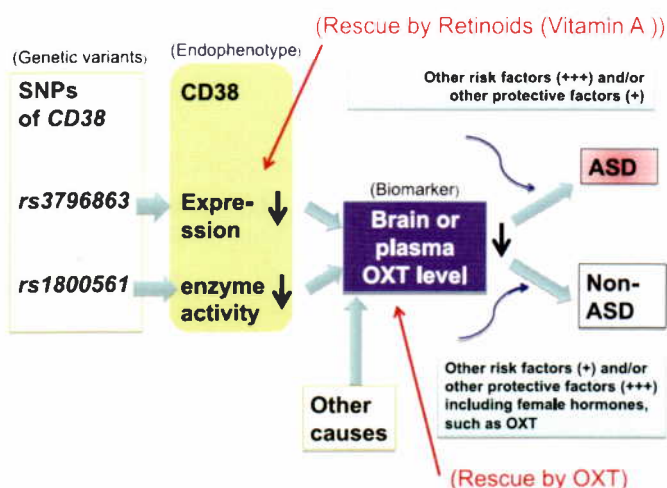 (Rescue by Retinoids (Vitamin A ))
(Genetic variants)
(Endophenotype)
SNPs
of CD38
CD38
Other risk factors (+++) and/or
other protective factors (+)
ASD
rs3796863
Expre-
ssion
(Biomarker)
Brain or
plasma
OXT level
rs1800561
enzyme
activity
Non-
ASD
Other
causes
Other risk factors (+) and/or
other protective factors (+++)
including female hormones,
such as OXT
(Rescue by OXT)